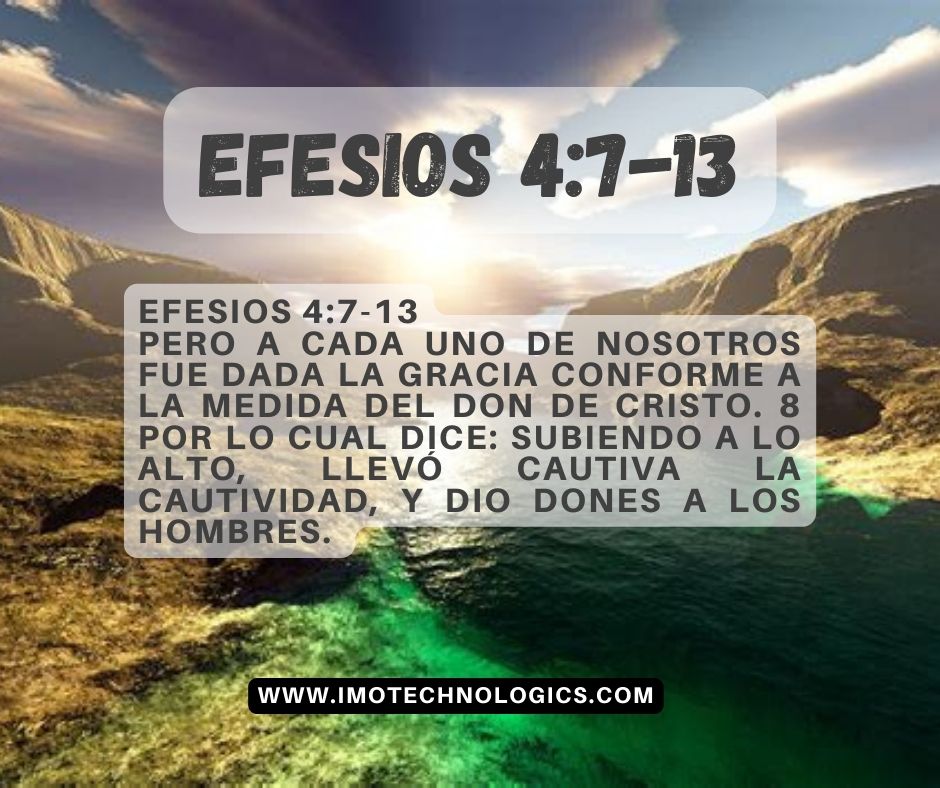 EFESIOS 4:7-13
EFESIOS 4:7-13
PERO A CADA UNO DE NOSOTROS
FUE DADA LA GRACIA CONFORME A
LA MEDIDA DEL DON DE CRISTO. 8
POR LO CUAL DICE: SUBIENDO A LO
ALTO, LLEVÓ CAUTIVA LA
CAUTIVIDAD, Y DIO DONES A LOS
HOMBRES.
WWW.IMOTECHNOLOGICS.COM